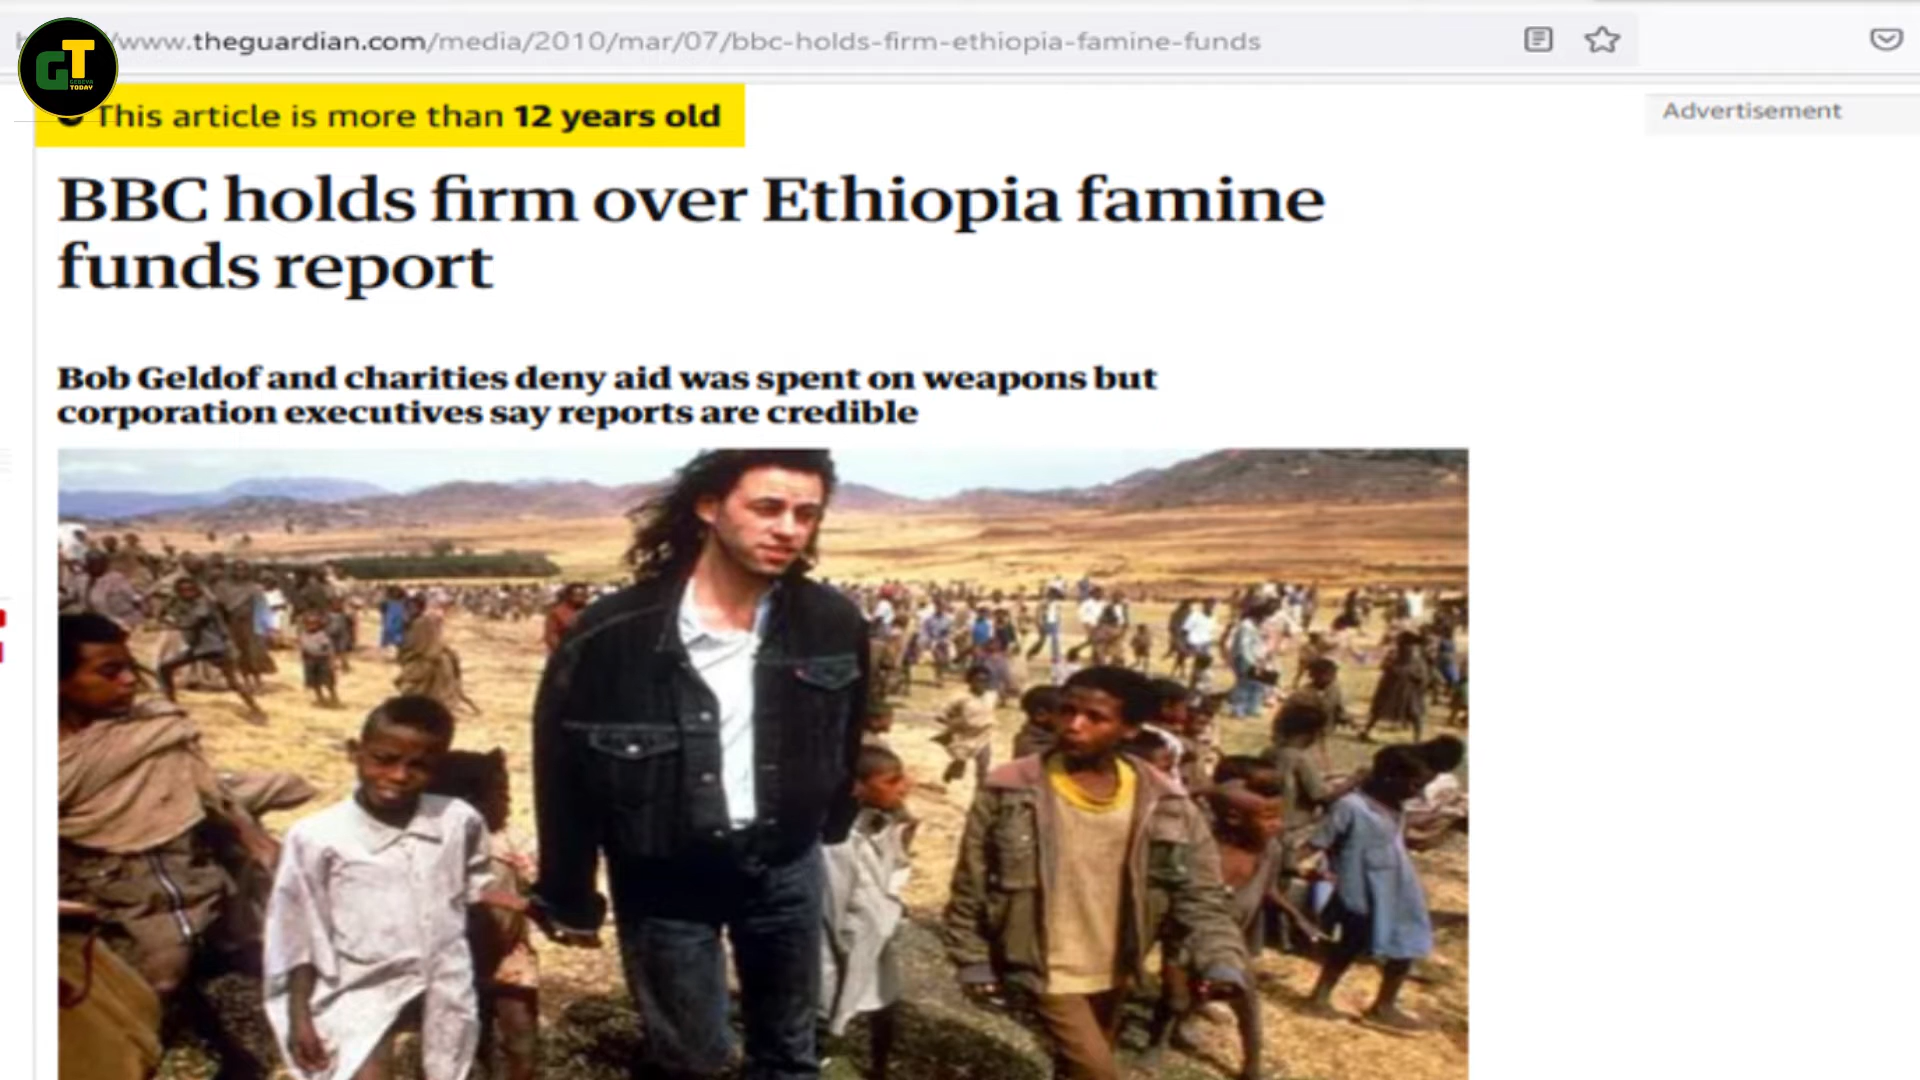 www.theguardian.com/media/2010/mar/07/bbc-holds-firm-ethiopia-famine-funds
GT
TODAY
This article is more than 12 years old
Advertisement
BBC holds firm over Ethiopia famine
funds report
Bob Geldof and charities deny aid was spent on weapons but
corporation executives say reports are credible